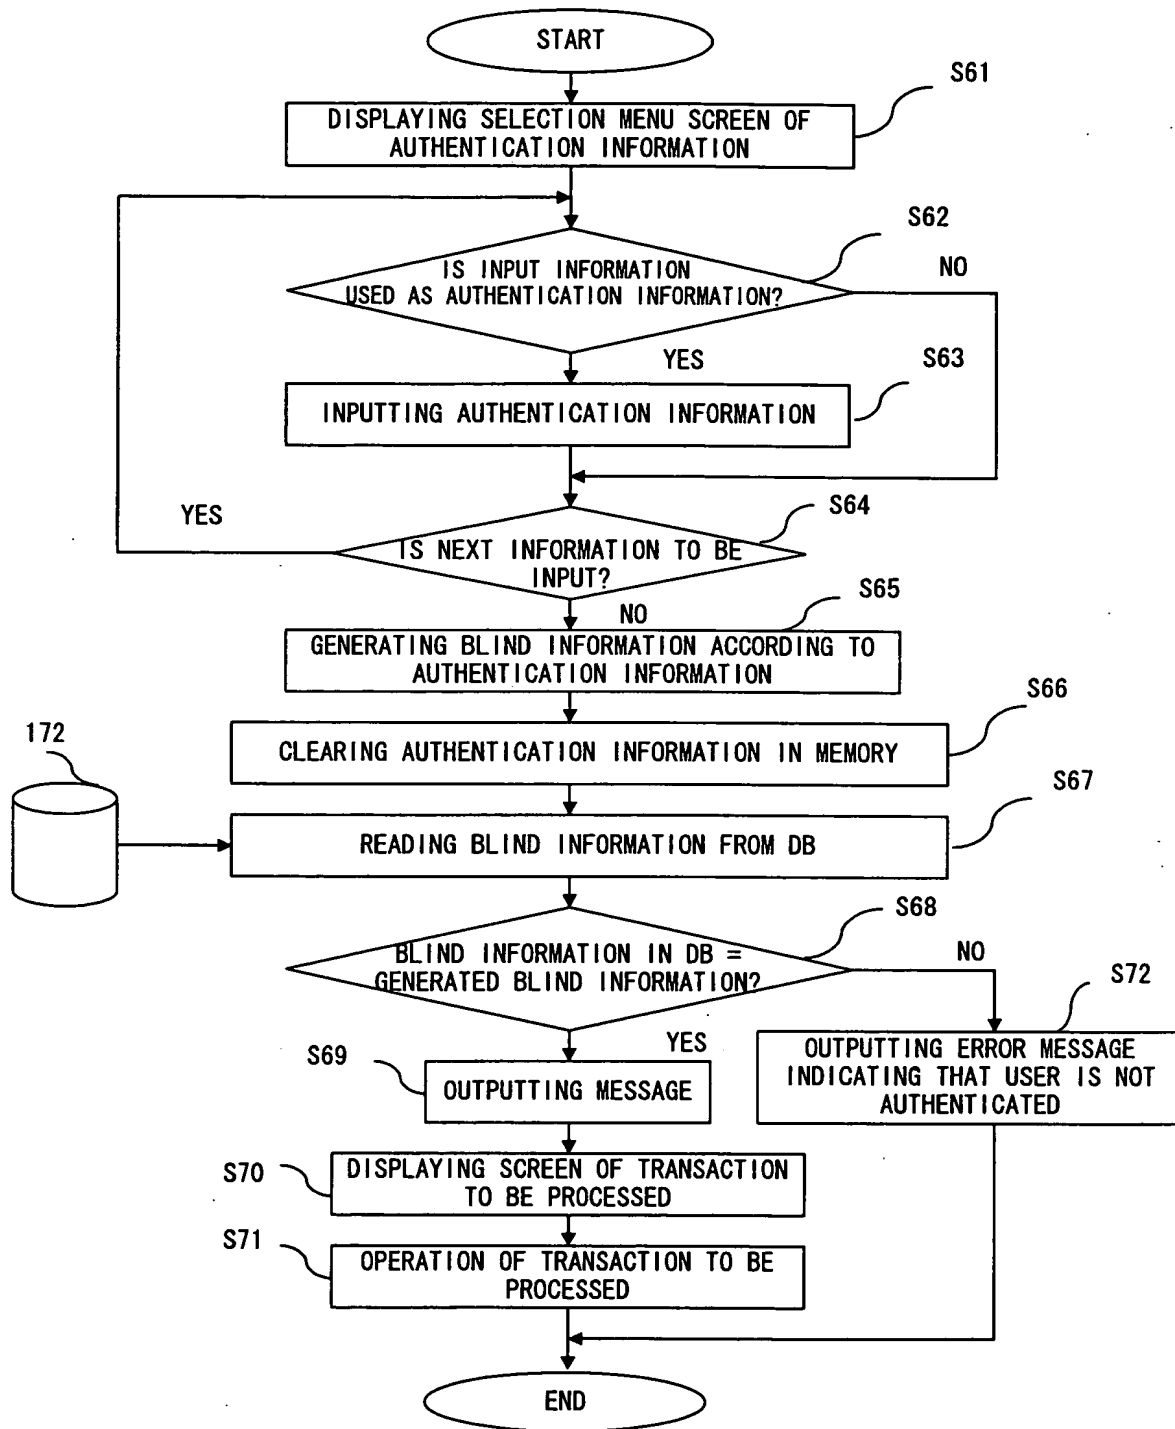 START
S61
DISPLAYING SELECTION MENU SCREEN OF
AUTHENTICATION INFORMATION
S62
IS INPUT INFORMATION
USED AS AUTHENTICATION INFORMATION?
NO
YES
S63
INPUTTING AUTHENTICATION INFORMATION
S64
YES
IS NEXT INFORMATION TO BE
INPUT?
S65
NO
GENERATING BLIND INFORMATION ACCORDING TO
AUTHENTICATION INFORMATION
S66
172
CLEARING AUTHENTICATION INFORMATION IN MEMORY
S67
READING BLIND INFORMATION FROM DB
S68
BLIND INFORMATION IN DB =
GENERATED BLIND INFORMATION?
NO
S72
YES
S69
OUTPUTTING MESSAGE
OUTPUTTING ERROR MESSAGE
INDICATING THAT USER IS NOT
AUTHENTICATED
S70
DISPLAYING SCREEN OF TRANSACTION
TO BE PROCESSED
S71
OPERATION OF TRANSACTION TO BE
PROCESSED
END